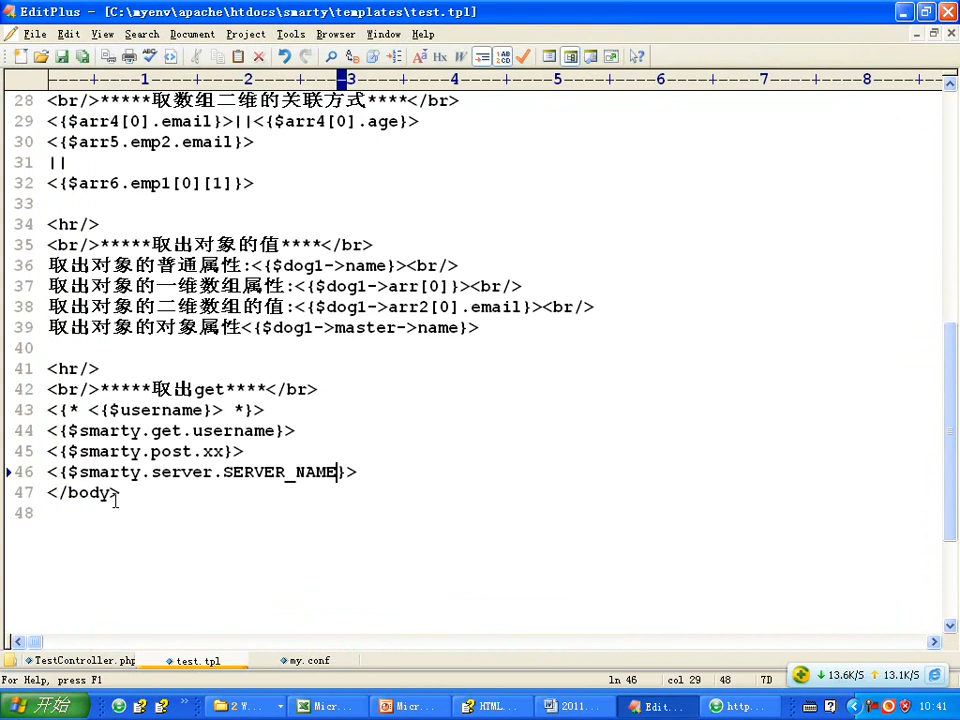 EditPlus - [C:\myenv\apache\htdocs\smarty\templates\test.tpl]
File Edit View Search Document Project Tools Browser Window Help
----+----1----+----2----+----3----+----4----+----5----+----6----+----7----+----8----+---
28 <br/>*****取数组二维的关联方式****</br>
29 <{$arr4[0].email}>||<{$arr4[0].age}>
30 <{$arr5.emp2.email}>
31 ||
32 <{$arr6.emp1[0][1]}>
33
34 <hr/>
35 <br/>*****取出对象的值****</br>
36 取出对象的普通属性:<{$dog1->name}><br/>
37 取出对象的一维数组属性:<{$dog1->arr[0]}><br/>
38 取出对象的二维数组的值:<{$dog1->arr2[0].email}><br/>
39 取出对象的对象属性<{$dog1->master->name}>
40
41 <hr/>
42 <br/>*****取出get****</br>
43 <{* <{$username}> *}>
44 <{$smarty.get.username}>
45 <{$smarty.post.xx}>
46 <{$smarty.server.SERVER_NAME}>
47 </body>
48
TestController.php test.tpl my.conf
For Help, press F1 ln 46 col 29 48 7D 13.6K/S 13.1K/S
开始 2 W... Micr... Micr... HTML... 2011... Edit... http... 10:41